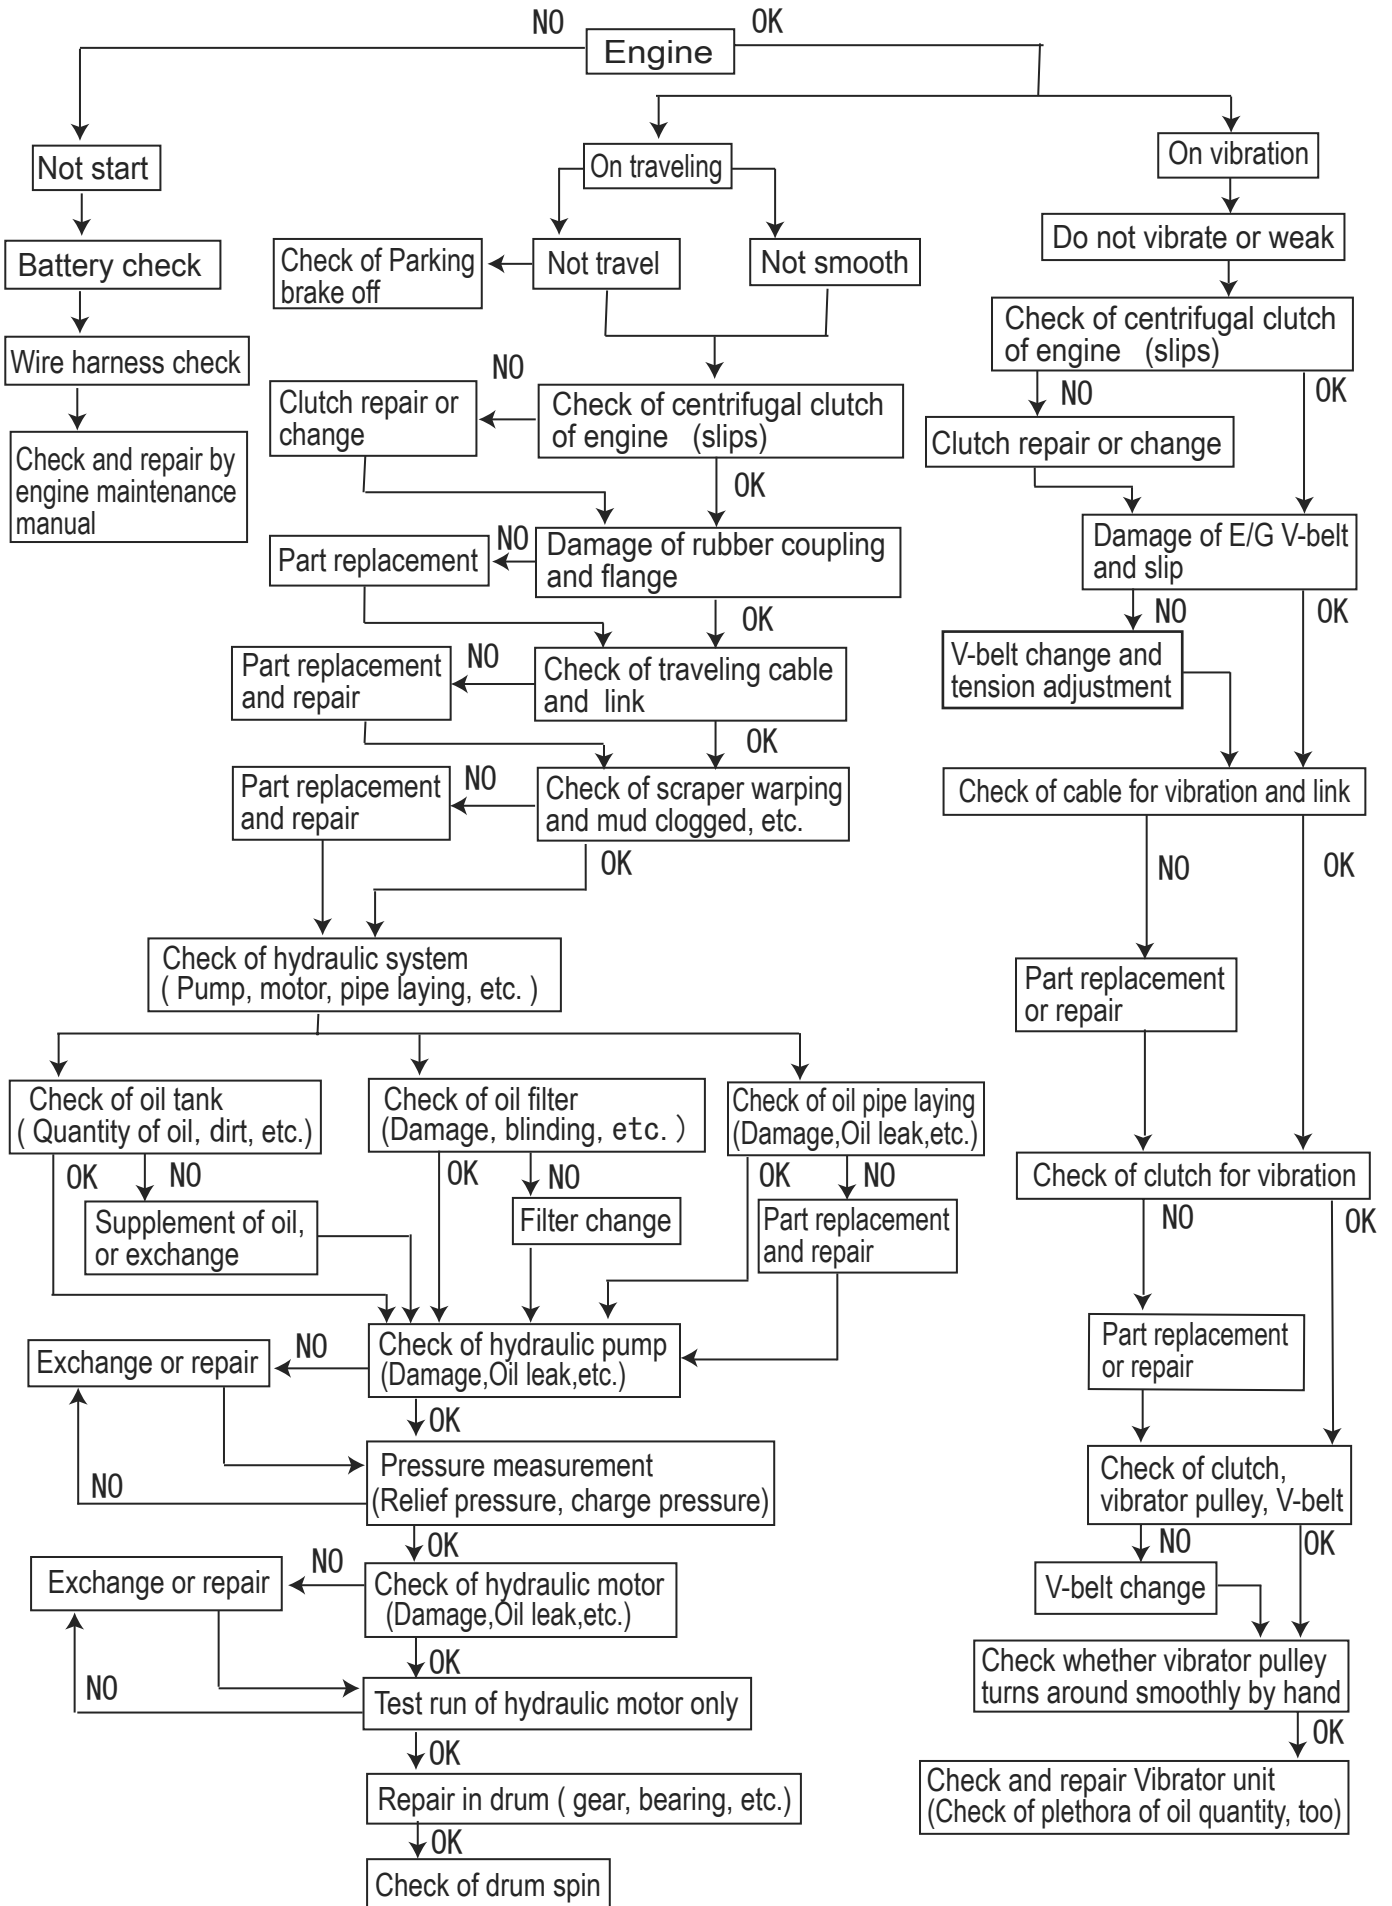 NO
OK
Engine
Not start
On traveling
On vibration
Battery check
Check of Parking
brake off
Not travel
Not smooth
Do not vibrate or weak
Wire harness check
Check of centrifugal clutch
of engine (slips)
NO
OK
Check and repair by
engine maintenance
manual
NO
Clutch repair or
change
Check of centrifugal clutch
of engine (slips)
Clutch repair or change
OK
Part replacement
NO
Damage of rubber coupling
and flange
Damage of E/G V-belt
and slip
OK
NO
OK
Part replacement
and repair
NO
Check of traveling cable
and link
V-belt change and
tension adjustment
OK
Part replacement
and repair
NO
Check of scraper warping
and mud clogged, etc.
Check of cable for vibration and link
OK
NO
OK
Check of hydraulic system
( Pump, motor, pipe laying, etc. )
Part replacement
or repair
Check of oil tank
( Quantity of oil, dirt, etc.)
Check of oil filter
(Damage, blinding, etc. )
Check of oil pipe laying
(Damage,Oil leak,etc.)
OK
NO
OK
NO
OK
NO
Check of clutch for vibration
Supplement of oil,
or exchange
Filter change
Part replacement
and repair
NO
OK
Exchange or repair
NO
Check of hydraulic pump
(Damage,Oil leak,etc.)
Part replacement
or repair
OK
Pressure measurement
(Relief pressure, charge pressure)
NO
Check of clutch,
vibrator pulley, V-belt
OK
NO
OK
Exchange or repair
NO
Check of hydraulic motor
(Damage,Oil leak,etc.)
V-belt change
OK
NO
Test run of hydraulic motor only
Check whether vibrator pulley
turns around smoothly by hand
OK
OK
Repair in drum ( gear, bearing, etc.)
Check and repair Vibrator unit
(Check of plethora of oil quantity, too)
OK
Check of drum spin